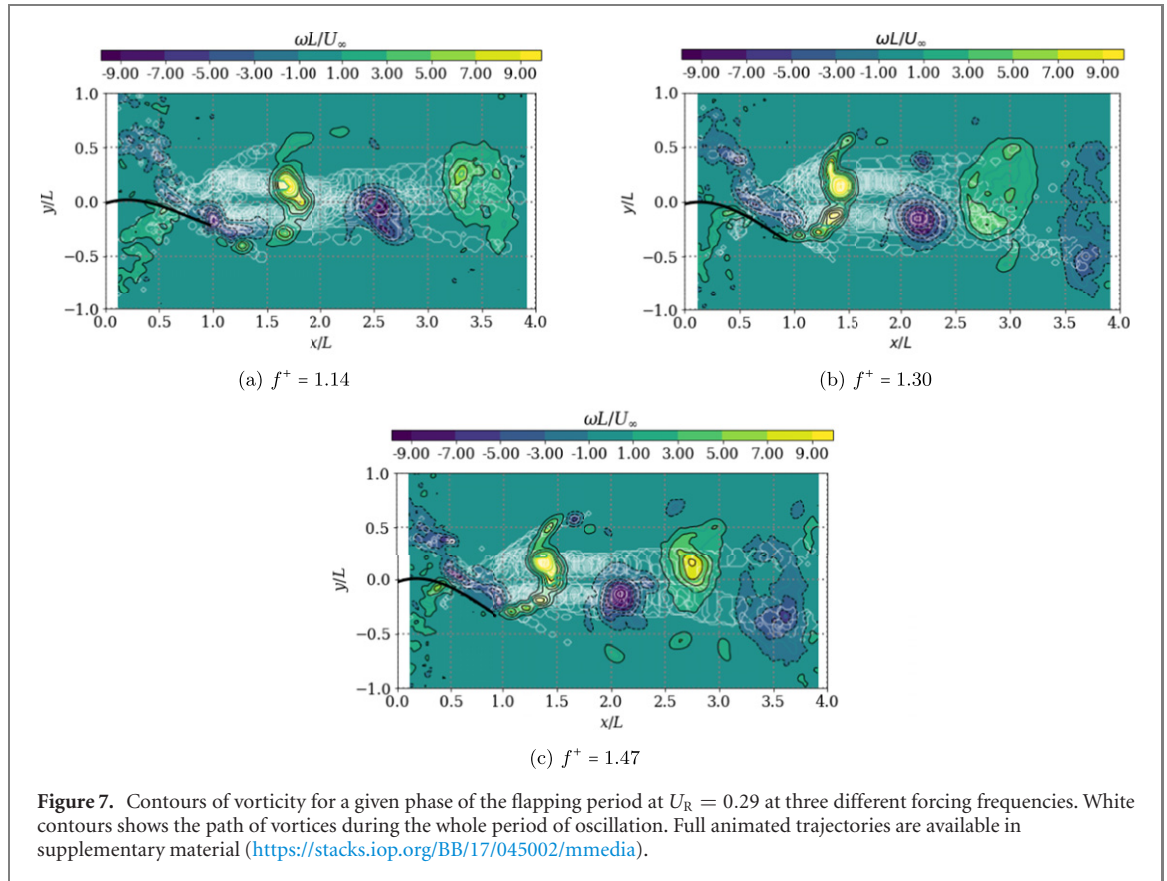 ωL/U∞
-9.00 -7.00 -5.00 -3.00 -1.00 1.00 3.00 5.00 7.00 9.00
1.0
0.5
0.0
−0.5
−1.0
y/L
0.0 0.5 1.0 1.5 2.0 2.5 3.0 3.5 4.0
x/L
(a) f⁺ = 1.14
ωL/U∞
-9.00 -7.00 -5.00 -3.00 -1.00 1.00 3.00 5.00 7.00 9.00
1.0
0.5
0.0
−0.5
−1.0
y/L
0.0 0.5 1.0 1.5 2.0 2.5 3.0 3.5 4.0
x/L
(b) f⁺ = 1.30
ωL/U∞
-9.00 -7.00 -5.00 -3.00 -1.00 1.00 3.00 5.00 7.00 9.00
1.0
0.5
0.0
−0.5
−1.0
y/L
0.0 0.5 1.0 1.5 2.0 2.5 3.0 3.5 4.0
x/L
(c) f⁺ = 1.47
Figure 7. Contours of vorticity for a given phase of the flapping period at U_R = 0.29 at three different forcing frequencies. White
contours shows the path of vortices during the whole period of oscillation. Full animated trajectories are available in
supplementary material (https://stacks.iop.org/BB/17/045002/mmedia).